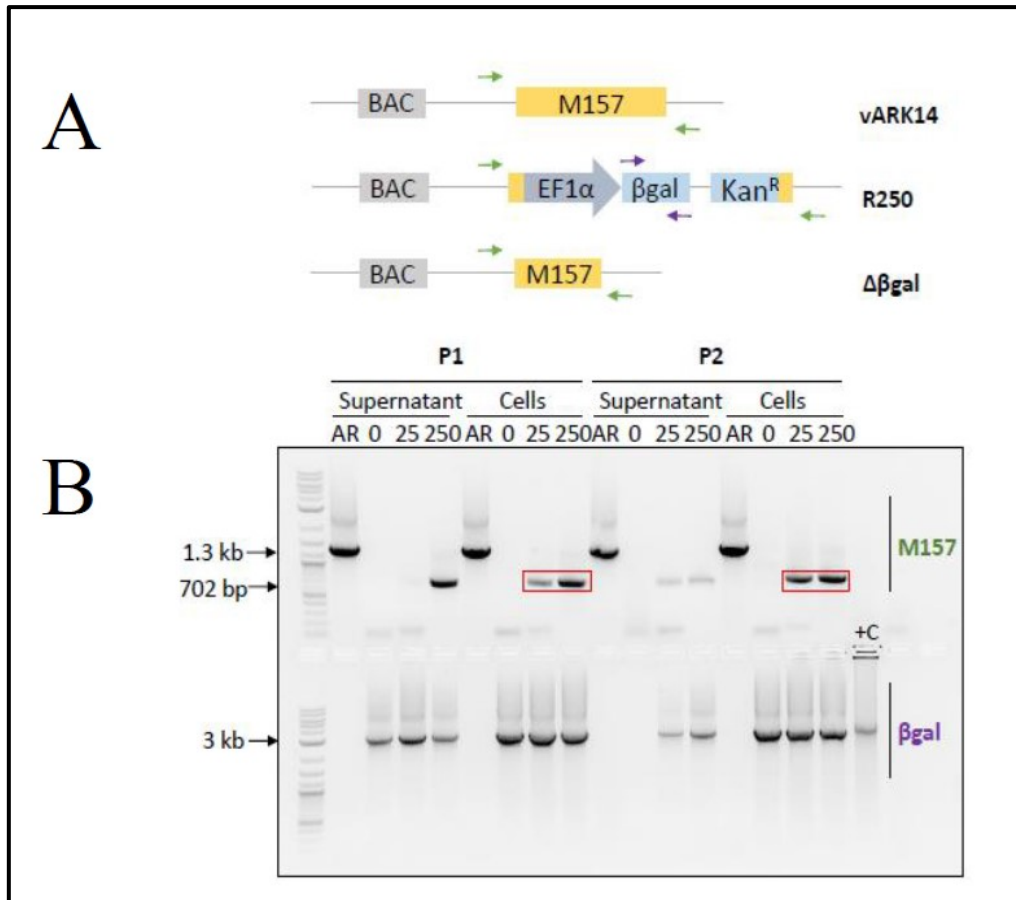 A
BAC M157 vARK14
BAC EF1α βgal Kanᴿ R250
BAC M157 Δβgal
P1 P2
Supernatant Cells Supernatant Cells
AR 0 25 250 AR 0 25 250 AR 0 25 250 AR 0 25 250
B
M157
1.3 kb
702 bp
+C
βgal
3 kb